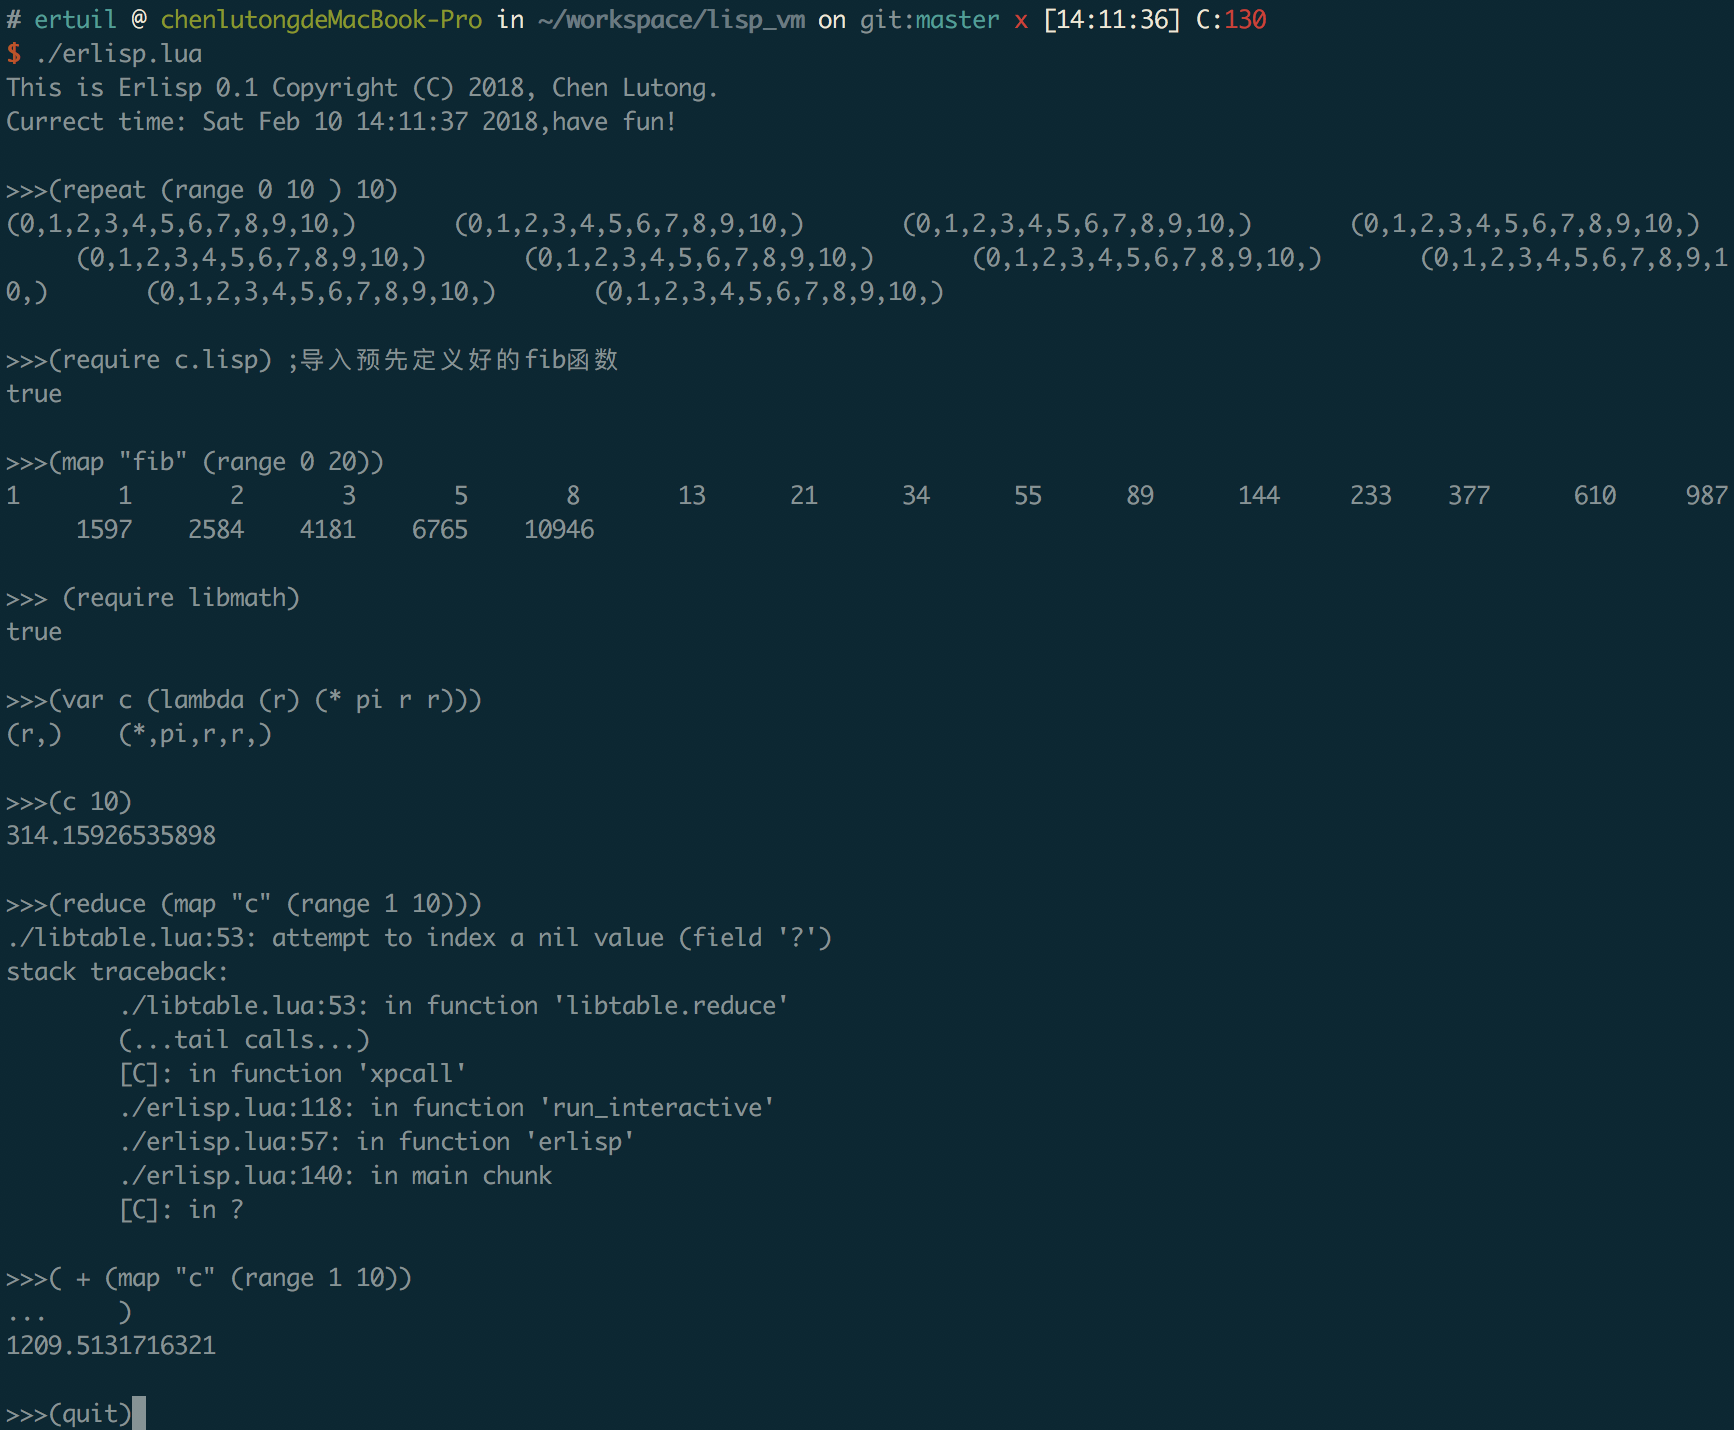 # ertuil @ chenlutongdeMacBook-Pro in ~/workspace/lisp_vm on git:master x [14:11:36] C:130
$ ./erlisp.lua
This is Erlisp 0.1 Copyright (C) 2018, Chen Lutong.
Currect time: Sat Feb 10 14:11:37 2018,have fun!
>>>(repeat (range 0 10 ) 10)
(0,1,2,3,4,5,6,7,8,9,10,)       (0,1,2,3,4,5,6,7,8,9,10,)       (0,1,2,3,4,5,6,7,8,9,10,)       (0,1,2,3,4,5,6,7,8,9,10,)
     (0,1,2,3,4,5,6,7,8,9,10,)       (0,1,2,3,4,5,6,7,8,9,10,)       (0,1,2,3,4,5,6,7,8,9,10,)       (0,1,2,3,4,5,6,7,8,9,1
0,)       (0,1,2,3,4,5,6,7,8,9,10,)       (0,1,2,3,4,5,6,7,8,9,10,)
>>>(require c.lisp) ;导入预先定义好的fib函数
true
>>>(map "fib" (range 0 20))
1       1       2       3       5       8       13      21      34      55      89      144     233    377      610     987
     1597    2584    4181    6765    10946
>>> (require libmath)
true
>>>(var c (lambda (r) (* pi r r)))
(r,)    (*,pi,r,r,)
>>>(c 10)
314.15926535898
>>>(reduce (map "c" (range 1 10)))
./libtable.lua:53: attempt to index a nil value (field '?')
stack traceback:
        ./libtable.lua:53: in function 'libtable.reduce'
        (...tail calls...)
        [C]: in function 'xpcall'
        ./erlisp.lua:118: in function 'run_interactive'
        ./erlisp.lua:57: in function 'erlisp'
        ./erlisp.lua:140: in main chunk
        [C]: in ?
>>>( + (map "c" (range 1 10))
...     )
1209.5131716321
>>>(quit)